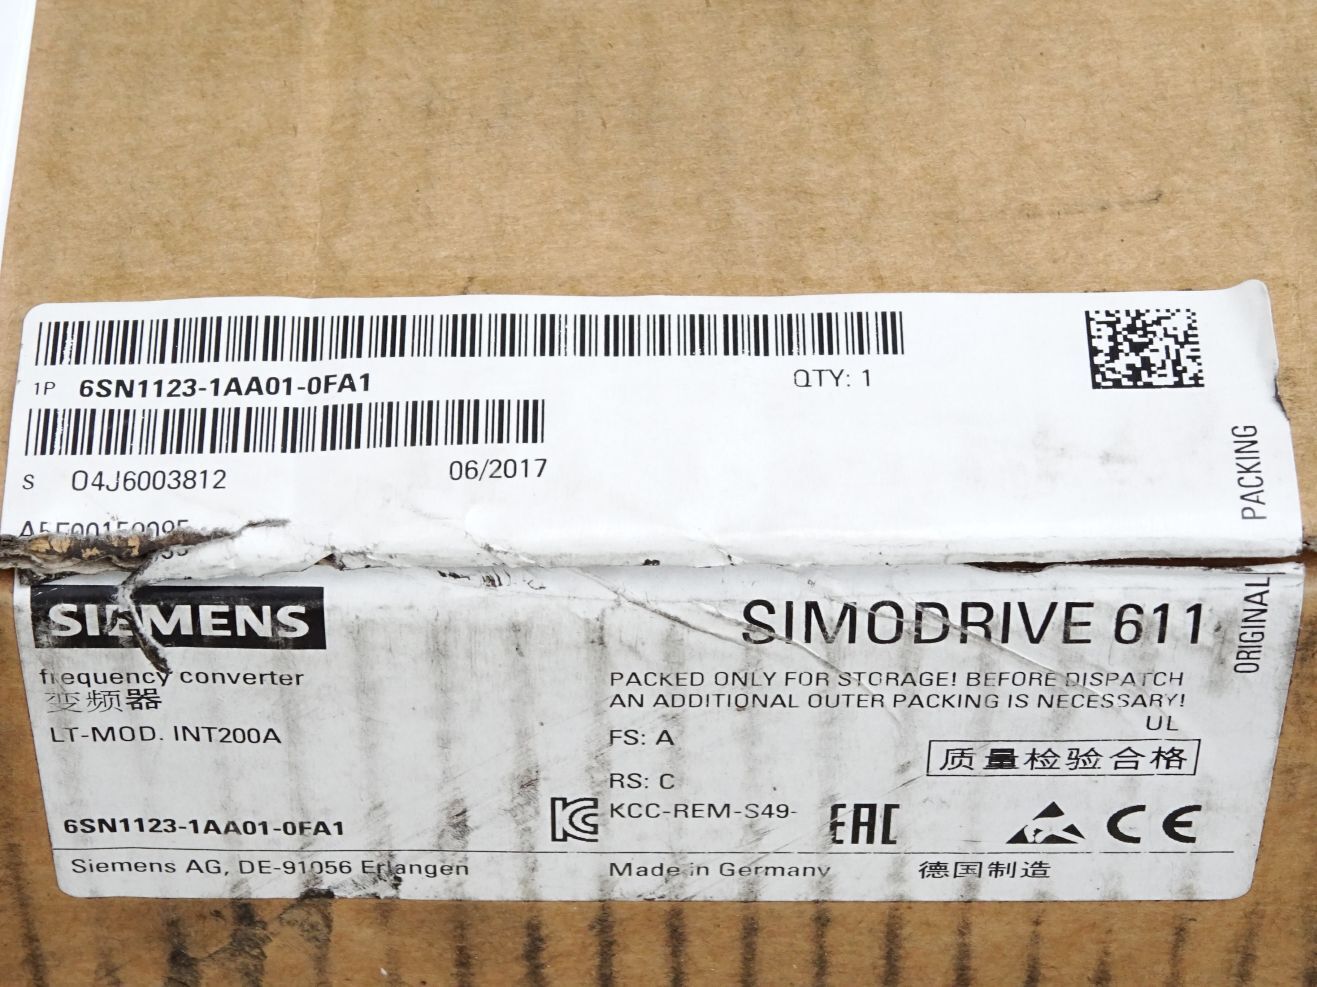 1P 6SN1123-1AA01-0FA1
QTY: 1
S O4J6003812
06/2017
ORIGINAL PACKING
SIEMENS
SIMODRIVE 611
frequency converter
变频器
LT-MOD. INT200A
PACKED ONLY FOR STORAGE! BEFORE DISPATCH
AN ADDITIONAL OUTER PACKING IS NECESSARY!
UL
FS: A
质量检验合格
RS: C
KCC-REM-S49-
EAC
CE
6SN1123-1AA01-0FA1
Siemens AG, DE-91056 Erlangen
Made in Germany
德国制造